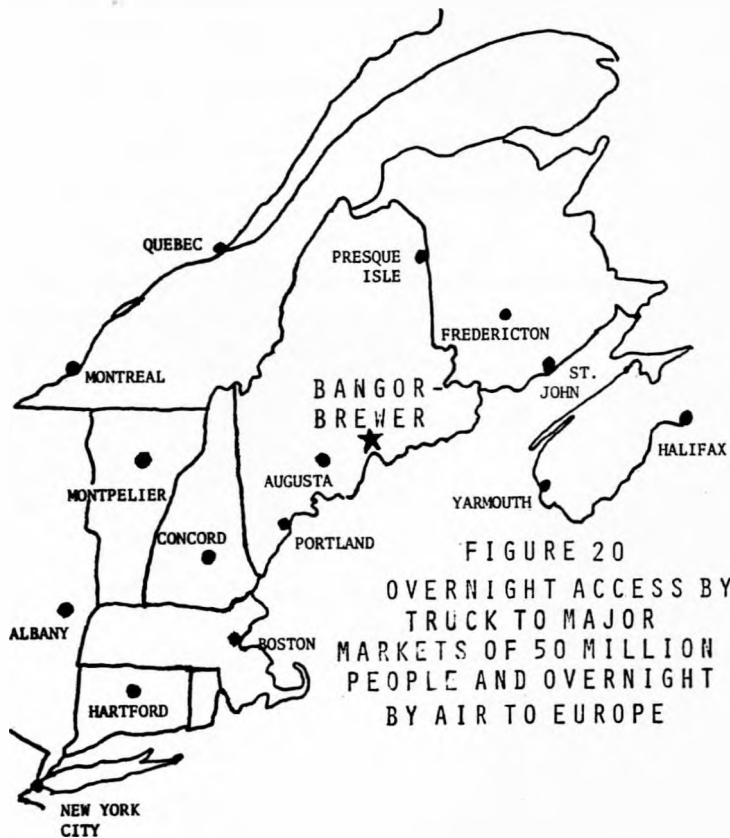 QUEBEC
PRESQUE
ISLE
FREDERICTON
MONTREAL
ST.
JOHN
BANGOR-
BREWER
HALIFAX
AUGUSTA
MONTPELIER
YARMOUTH
CONCORD
PORTLAND
FIGURE 20
OVERNIGHT ACCESS BY
TRUCK TO MAJOR
MARKETS OF 50 MILLION
PEOPLE AND OVERNIGHT
BY AIR TO EUROPE
ALBANY
BOSTON
HARTFORD
NEW YORK
CITY